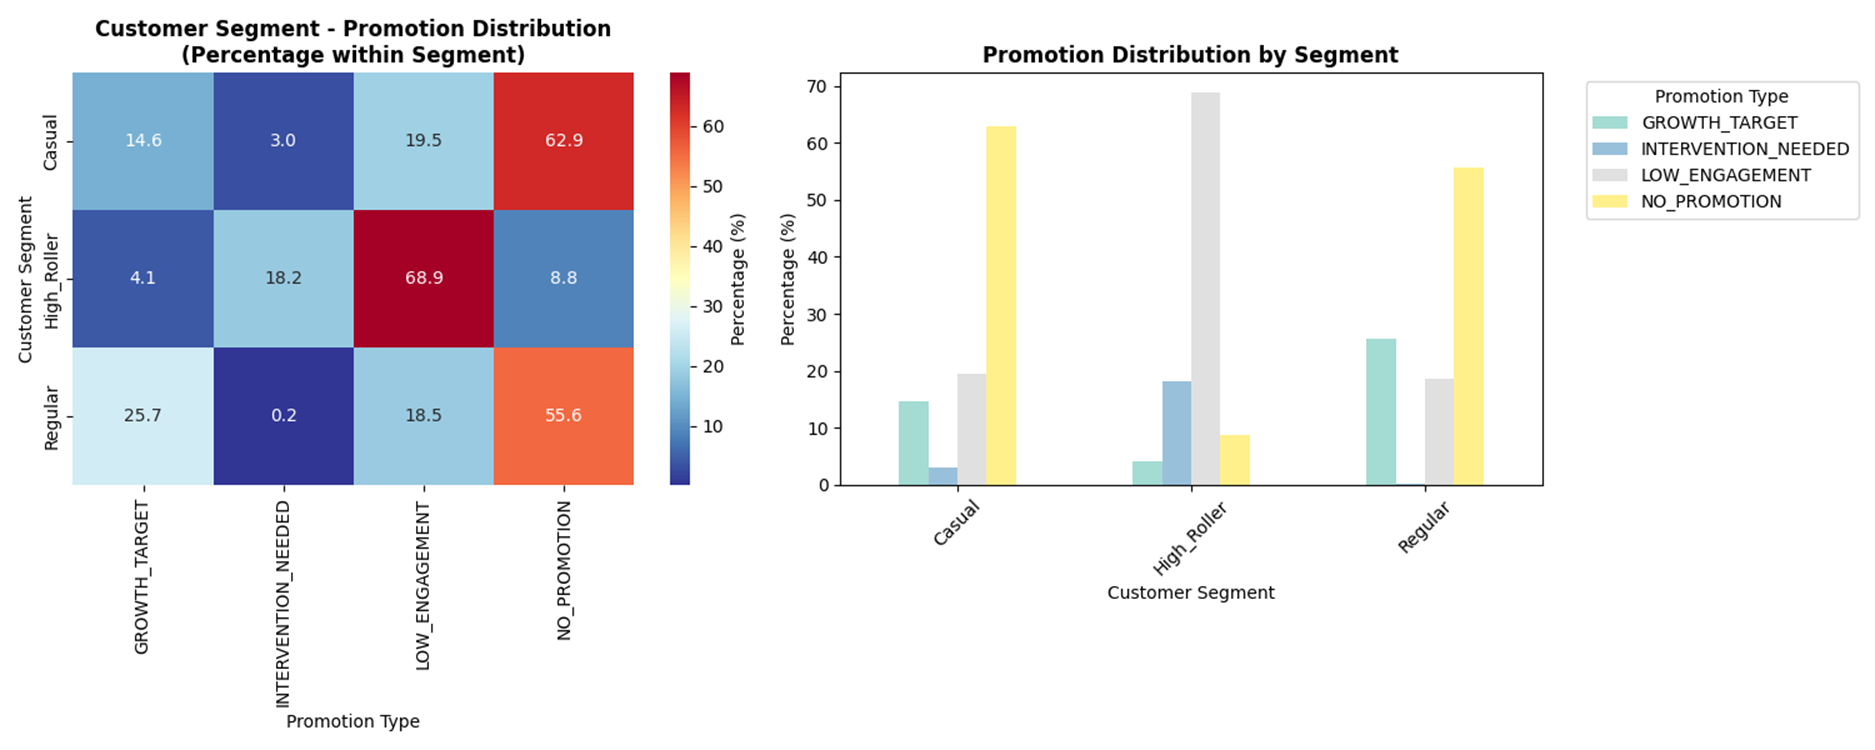 Customer Segment - Promotion Distribution
(Percentage within Segment)
Customer Segment
Casual
High_Roller
Regular
14.6 3.0 19.5 62.9
4.1 18.2 68.9 8.8
25.7 0.2 18.5 55.6
GROWTH_TARGET
INTERVENTION_NEEDED
LOW_ENGAGEMENT
NO_PROMOTION
Promotion Type
60
50
40
30
20
10
Percentage (%)
Promotion Distribution by Segment
Percentage (%)
70
60
50
40
30
20
10
0
Casual
High_Roller
Regular
Customer Segment
Promotion Type
GROWTH_TARGET
INTERVENTION_NEEDED
LOW_ENGAGEMENT
NO_PROMOTION